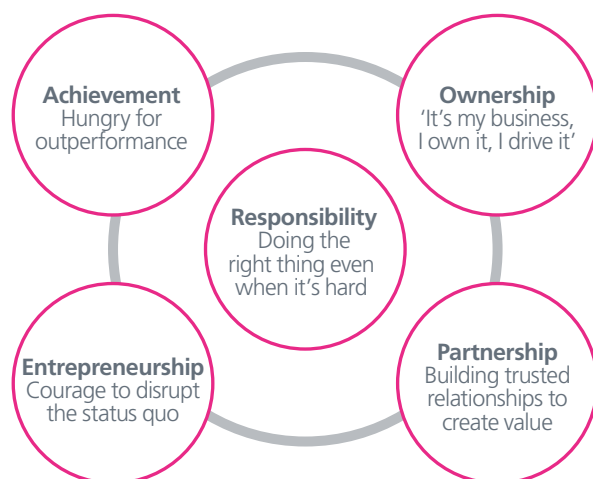 Achievement
Hungry for
outperformance
Ownership
‘It’s my business,
I own it, I drive it’
Responsibility
Doing the
right thing even
when it’s hard
Entrepreneurship
Courage to disrupt
the status quo
Partnership
Building trusted
relationships to
create value